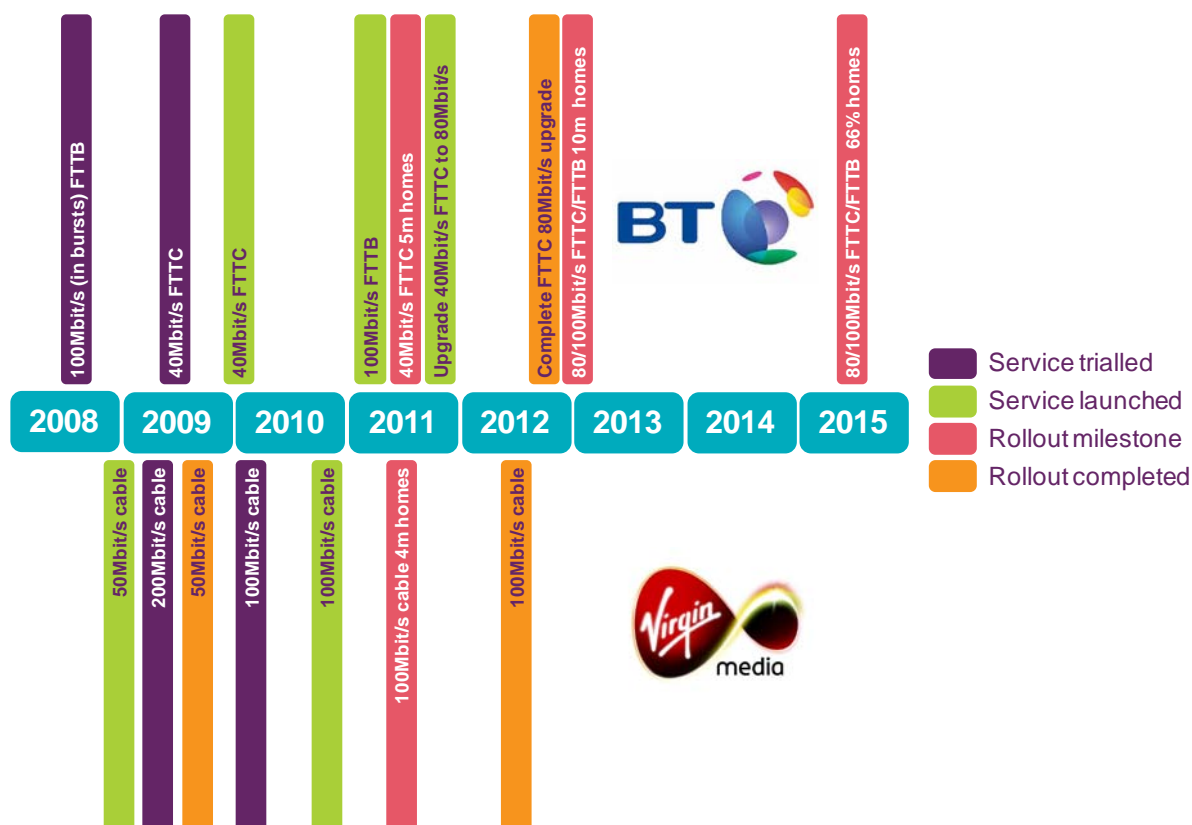 100Mbit/s (in bursts) FTTB
40Mbit/s FTTC
40Mbit/s FTTC
100Mbit/s FTTB
40Mbit/s FTTC 5m homes
Upgrade 40Mbit/s FTTC to 80Mbit/s
Complete FTTC 80Mbit/s upgrade
80/100Mbit/s FTTC/FTTB 10m homes
80/100Mbit/s FTTC/FTTB 66% homes
BT
2008
2009
2010
2011
2012
2013
2014
2015
Service trialled
Service launched
Rollout milestone
Rollout completed
50Mbit/s cable
200Mbit/s cable
50Mbit/s cable
100Mbit/s cable
100Mbit/s cable
100Mbit/s cable 4m homes
100Mbit/s cable
Virgin
media